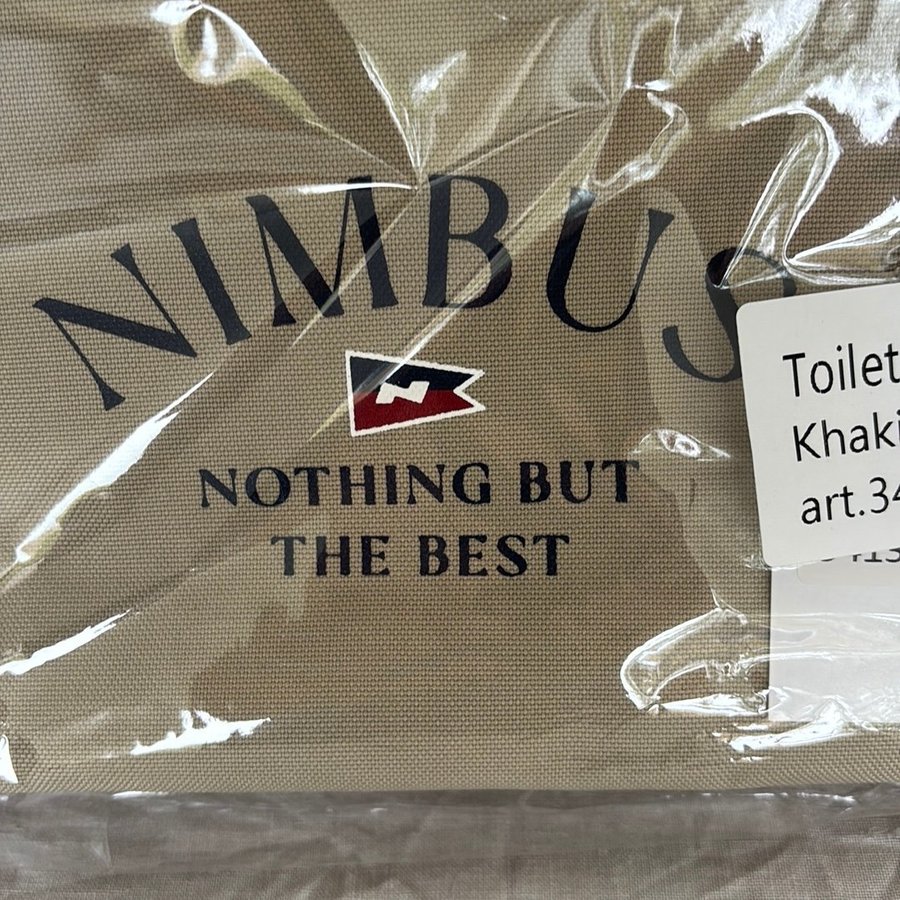 NIMBUS
N
NOTHING BUT
THE BEST
Toilet
Khaki
art.34